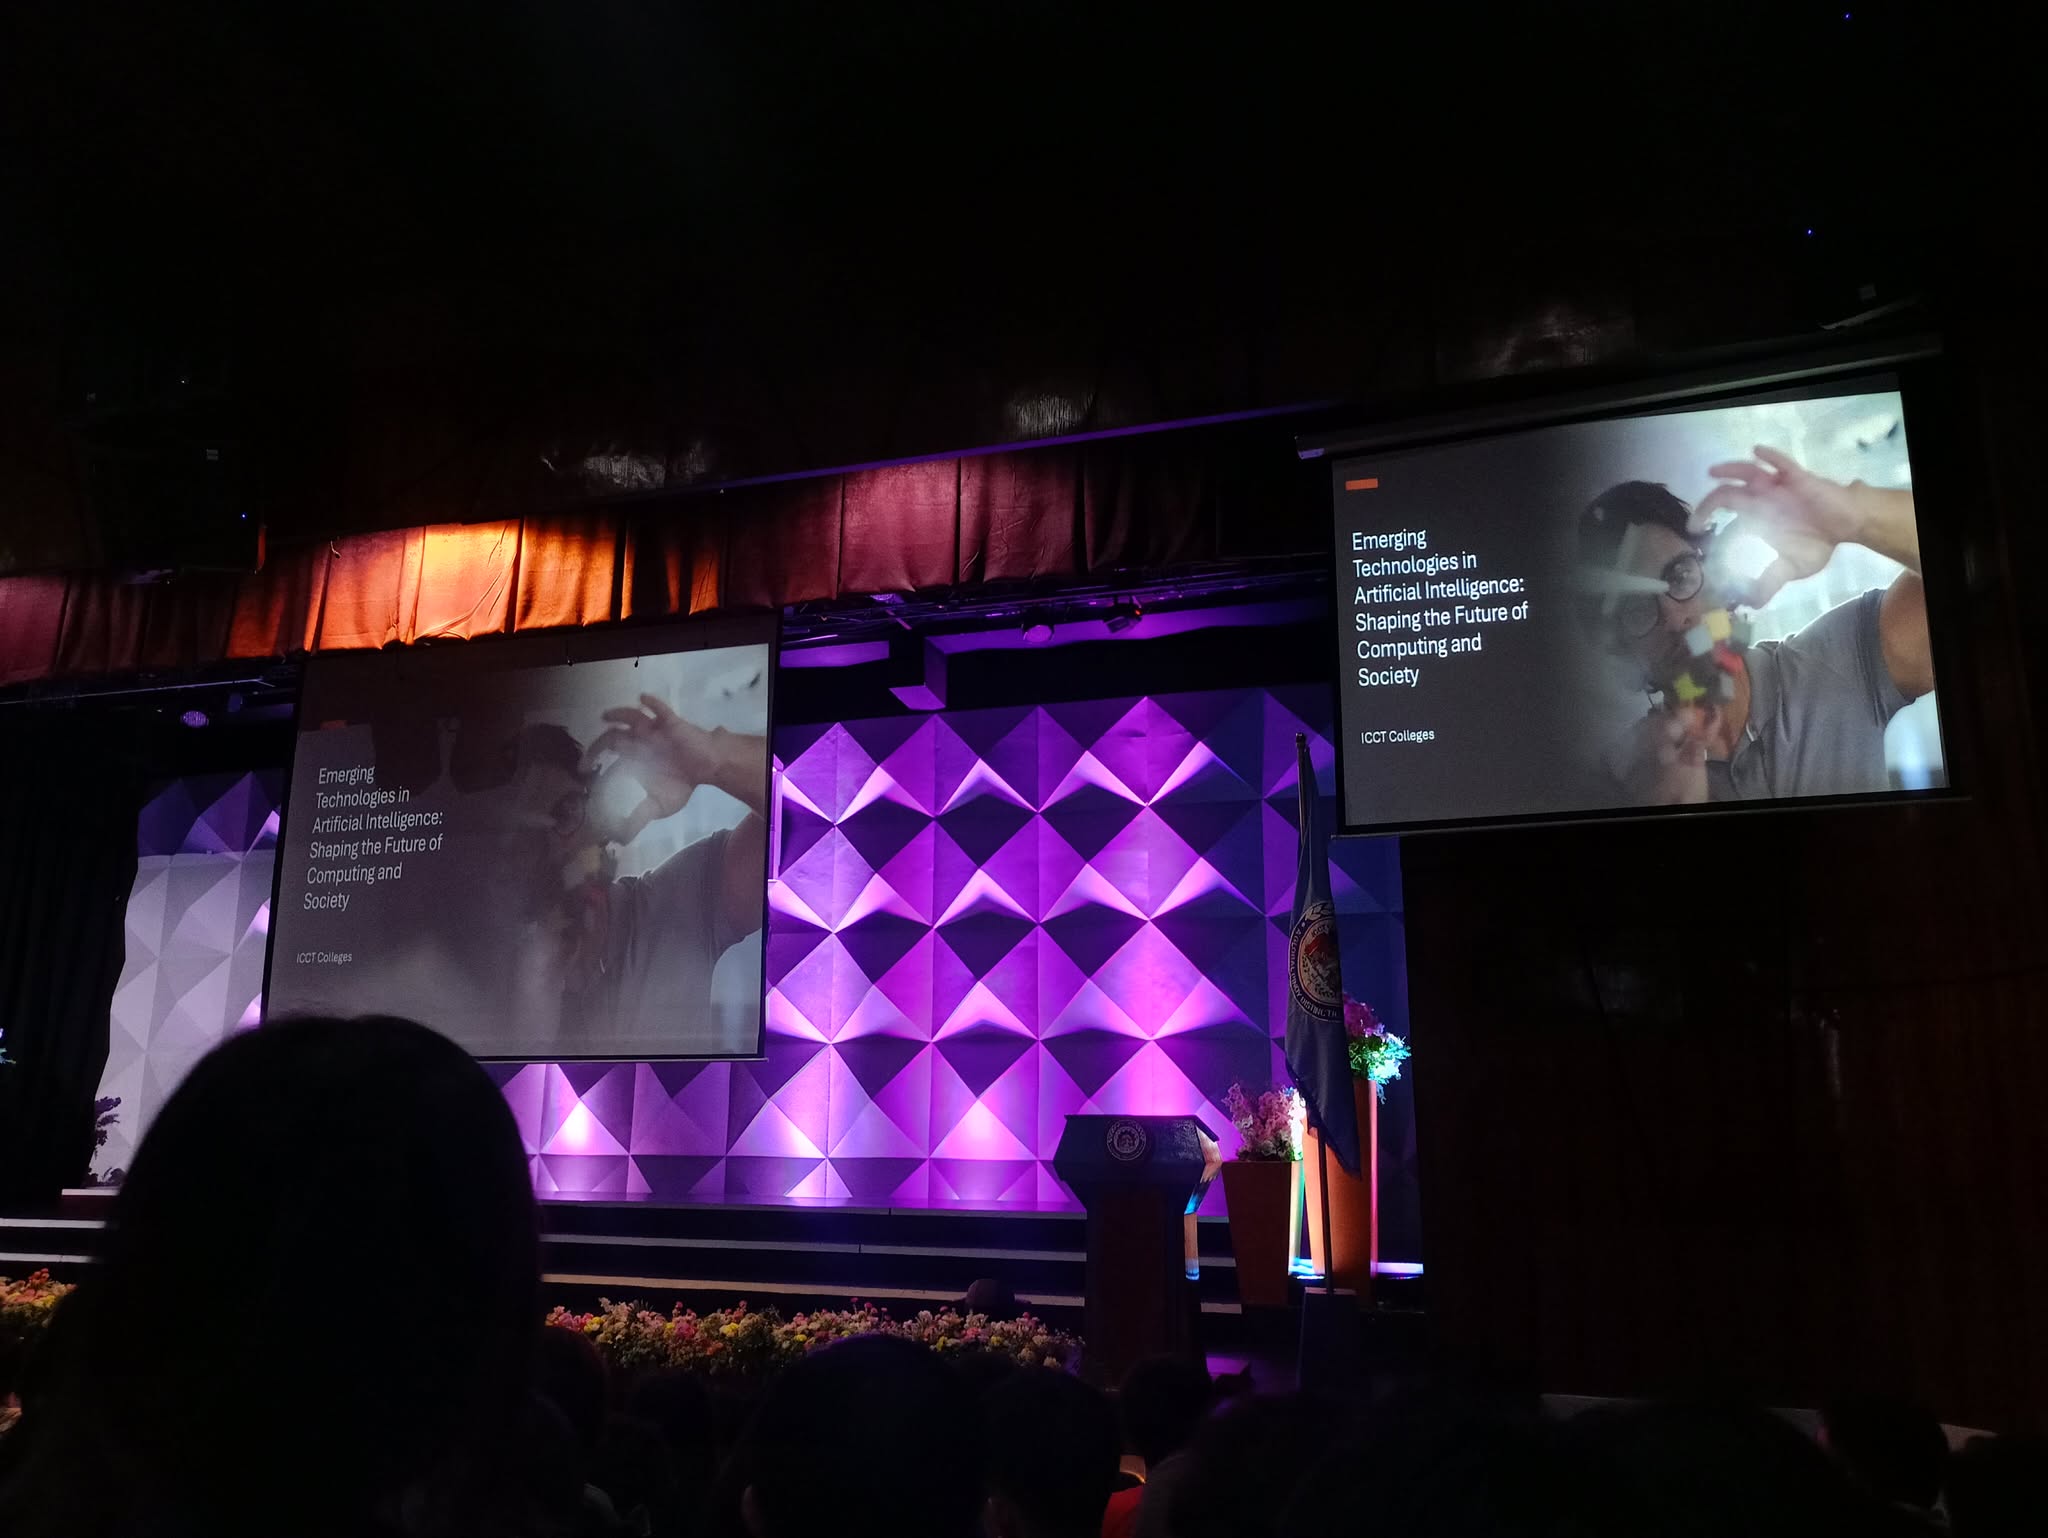 Emerging
Technologies in
Artificial Intelligence:
Shaping the Future of
Computing and
Society
ICCT Colleges
Emerging
Technologies in
Artificial Intelligence:
Shaping the Future of
Computing and
Society
ICCT Colleges